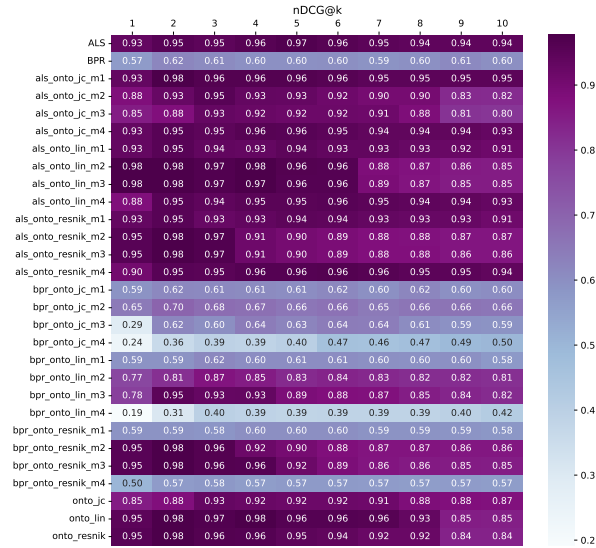 nDCG@k
1 2 3 4 5 6 7 8 9 10
ALS 0.93 0.95 0.95 0.96 0.97 0.96 0.95 0.94 0.94 0.94
BPR 0.57 0.62 0.61 0.60 0.60 0.60 0.59 0.60 0.61 0.60
als_onto_jc_m1 0.93 0.98 0.96 0.96 0.96 0.95 0.95 0.95 0.95 0.95
als_onto_jc_m2 0.88 0.93 0.95 0.93 0.93 0.92 0.90 0.90 0.83 0.82
als_onto_jc_m3 0.85 0.88 0.93 0.92 0.92 0.92 0.91 0.88 0.81 0.80
als_onto_jc_m4 0.93 0.95 0.95 0.96 0.96 0.95 0.94 0.94 0.94 0.93
als_onto_lin_m1 0.93 0.95 0.94 0.93 0.94 0.93 0.93 0.93 0.92 0.91
als_onto_lin_m2 0.98 0.98 0.97 0.98 0.96 0.96 0.88 0.87 0.86 0.85
als_onto_lin_m3 0.98 0.98 0.97 0.97 0.96 0.96 0.89 0.87 0.85 0.85
als_onto_lin_m4 0.88 0.95 0.94 0.95 0.95 0.96 0.95 0.94 0.94 0.93
als_onto_resnik_m1 0.93 0.95 0.93 0.93 0.94 0.94 0.93 0.93 0.93 0.91
als_onto_resnik_m2 0.95 0.98 0.97 0.91 0.90 0.89 0.88 0.88 0.87 0.87
als_onto_resnik_m3 0.95 0.98 0.97 0.91 0.90 0.89 0.88 0.88 0.86 0.86
als_onto_resnik_m4 0.90 0.95 0.95 0.96 0.96 0.96 0.96 0.95 0.95 0.94
bpr_onto_jc_m1 0.59 0.62 0.61 0.61 0.61 0.62 0.60 0.62 0.60 0.60
bpr_onto_jc_m2 0.65 0.70 0.68 0.67 0.66 0.66 0.65 0.66 0.66 0.66
bpr_onto_jc_m3 0.29 0.62 0.60 0.64 0.63 0.64 0.64 0.61 0.59 0.59
bpr_onto_jc_m4 0.24 0.36 0.39 0.39 0.40 0.47 0.46 0.47 0.49 0.50
bpr_onto_lin_m1 0.59 0.59 0.62 0.60 0.61 0.61 0.60 0.60 0.60 0.58
bpr_onto_lin_m2 0.77 0.81 0.87 0.85 0.83 0.84 0.83 0.82 0.82 0.81
bpr_onto_lin_m3 0.78 0.95 0.93 0.93 0.89 0.88 0.87 0.85 0.84 0.82
bpr_onto_lin_m4 0.19 0.31 0.40 0.39 0.39 0.39 0.39 0.39 0.40 0.42
bpr_onto_resnik_m1 0.59 0.59 0.58 0.60 0.60 0.60 0.59 0.59 0.59 0.58
bpr_onto_resnik_m2 0.95 0.98 0.96 0.92 0.90 0.88 0.87 0.87 0.86 0.86
bpr_onto_resnik_m3 0.95 0.98 0.96 0.96 0.92 0.89 0.86 0.86 0.85 0.85
bpr_onto_resnik_m4 0.50 0.57 0.58 0.57 0.57 0.57 0.57 0.57 0.57 0.57
onto_jc 0.85 0.88 0.93 0.92 0.92 0.92 0.91 0.88 0.88 0.87
onto_lin 0.95 0.98 0.97 0.98 0.96 0.96 0.96 0.93 0.85 0.85
onto_resnik 0.95 0.98 0.96 0.96 0.95 0.94 0.92 0.92 0.84 0.84
0.9
0.8
0.7
0.6
0.5
0.4
0.3
0.2